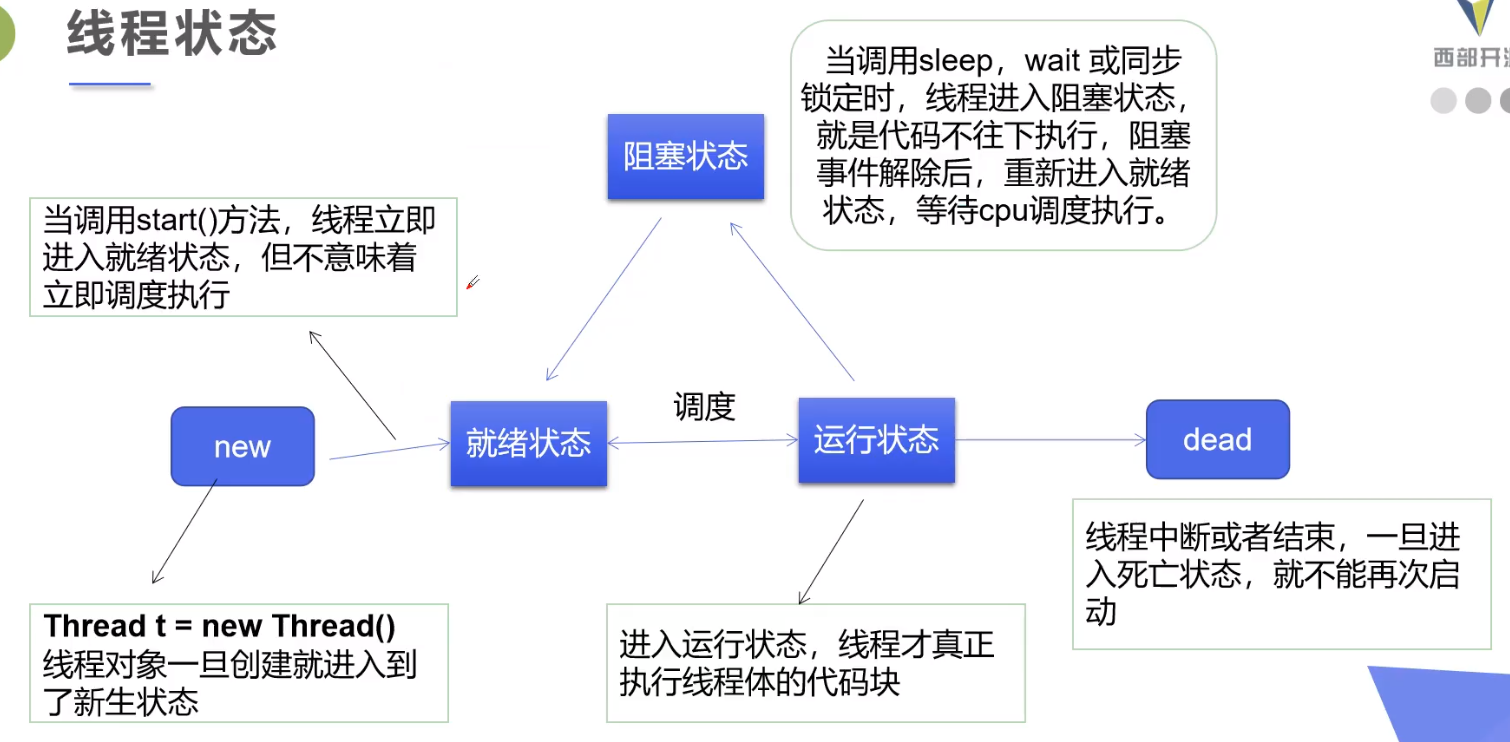 线程状态
西部开
当调用sleep，wait 或同步
锁定时，线程进入阻塞状态，
就是代码不往下执行，阻塞
事件解除后，重新进入就绪
状态，等待cpu调度执行。
阻塞状态
当调用start()方法，线程立即
进入就绪状态，但不意味着
立即调度执行
new
就绪状态
调度
运行状态
dead
Thread t = new Thread()
线程对象一旦创建就进入到
了新生状态
进入运行状态，线程才真正
执行线程体的代码块
线程中断或者结束，一旦进
入死亡状态，就不能再次启
动